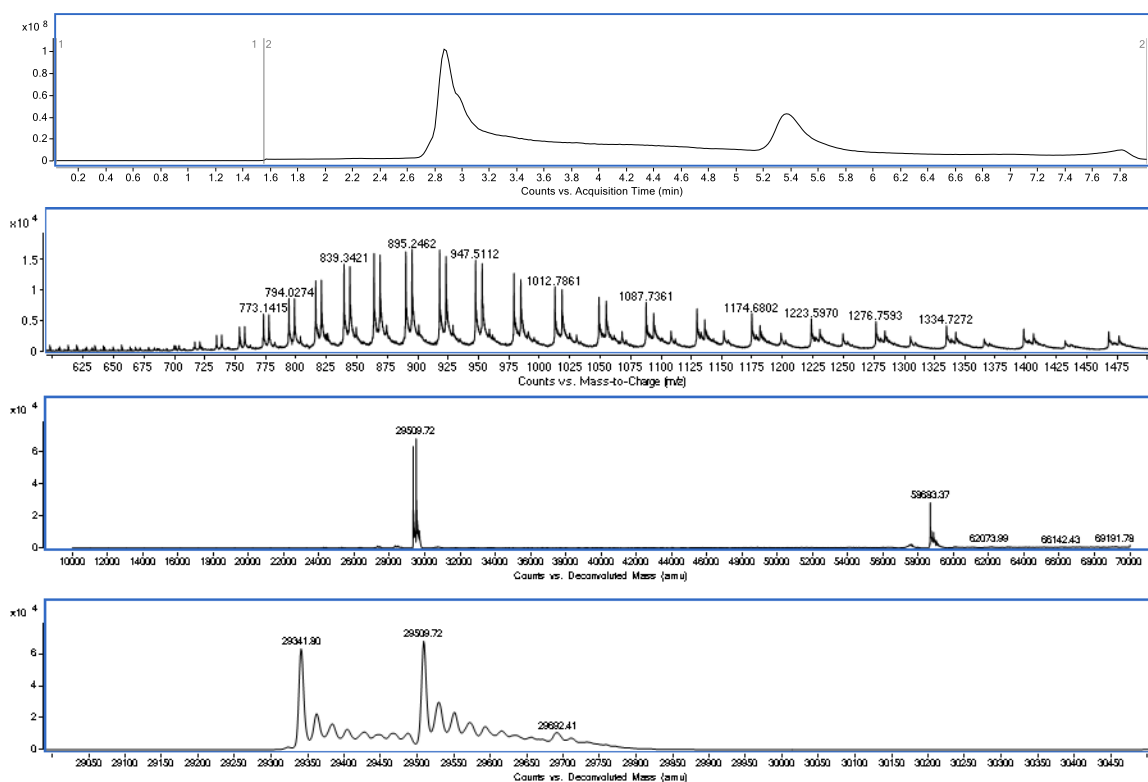 x10 8
1 1 2 2
1
0.8
0.6
0.4
0.2
0
0.2 0.4 0.6 0.8 1 1.2 1.4 1.6 1.8 2 2.2 2.4 2.6 2.8 3 3.2 3.4 3.6 3.8 4 4.2 4.4 4.6 4.8 5 5.2 5.4 5.6 5.8 6 6.2 6.4 6.6 6.8 7 7.2 7.4 7.6 7.8
Counts vs. Acquisition Time (min)
x10 4
1.5
1
0.5
0
773.1415 794.0274 839.3421 895.2462 947.5112 1012.7861 1087.7361 1174.6802 1223.5970 1276.7593 1334.7272
625 650 675 700 725 750 775 800 825 850 875 900 925 950 975 1000 1025 1050 1075 1100 1125 1150 1175 1200 1225 1250 1275 1300 1325 1350 1375 1400 1425 1450 1475
Counts vs. Mass-to-Charge (m/z)
x10 4
6
4
2
0
29509.72 62073.99 66142.43 69191.78
10000 12000 14000 16000 18000 20000 22000 24000 26000 28000 30000 32000 34000 36000 38000 40000 42000 44000 46000 48000 50000 52000 54000 56000 58000 60000 62000 64000 66000 68000 70000
Counts vs. Deconvoluted Mass (amu)
x10 4
6
4
2
0
29341.90 29509.72 29692.41
29050 29100 29150 29200 29250 29300 29350 29400 29450 29500 29550 29600 29650 29700 29750 29800 29850 29900 29950 30000 30050 30100 30150 30200 30250 30300 30350 30400 30450
Counts vs. Deconvoluted Mass (amu)